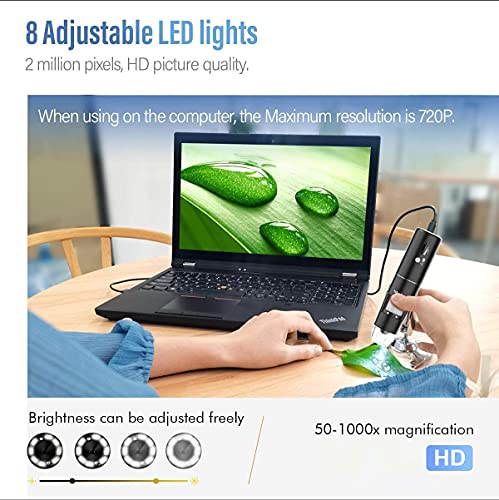 8 Adjustable LED lights
2 million pixels, HD picture quality.
When using on the computer, the Maximum resolution is 720P.
ThinkPad
Brightness can be adjusted freely
50-1000x magnification
HD